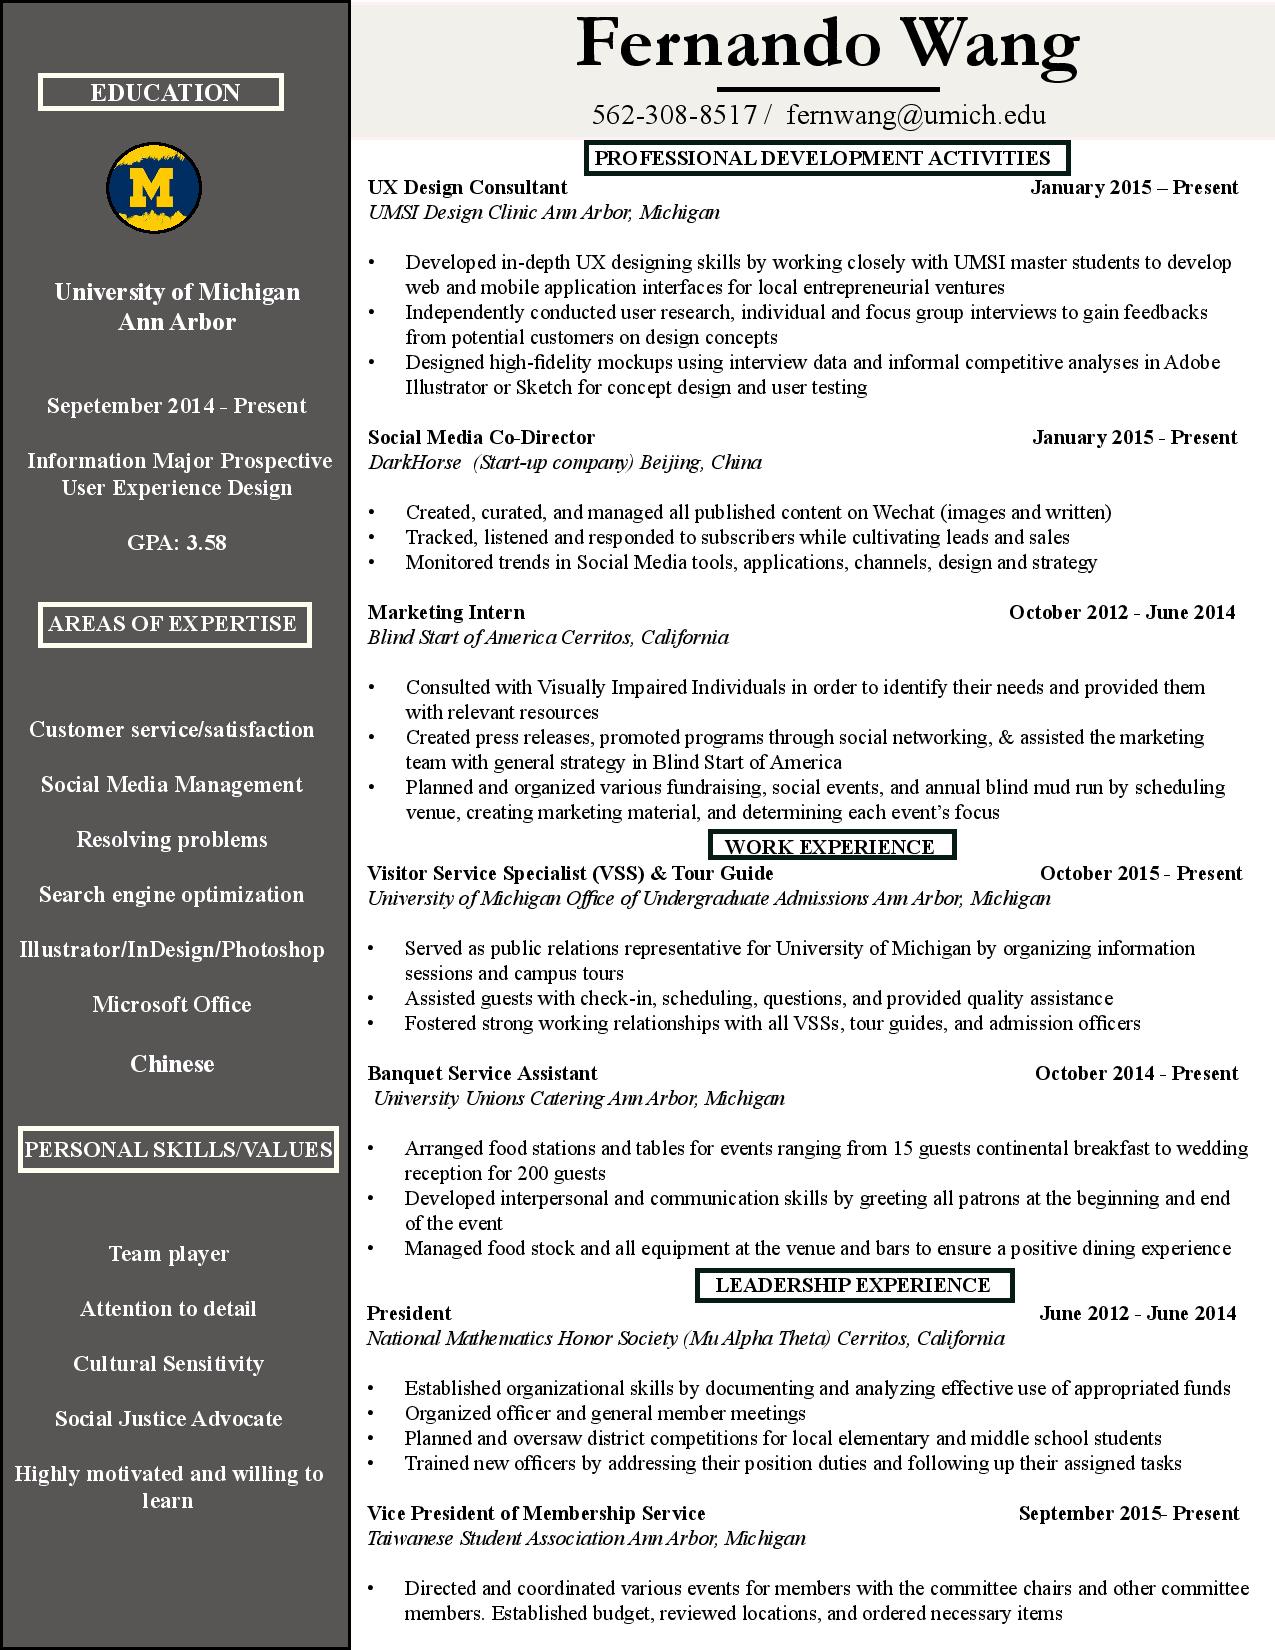 EDUCATION
M
University of Michigan
Ann Arbor
Sepetember 2014 - Present
Information Major Prospective
User Experience Design
GPA: 3.58
AREAS OF EXPERTISE
Customer service/satisfaction
Social Media Management
Resolving problems
Search engine optimization
Illustrator/InDesign/Photoshop
Microsoft Office
Chinese
PERSONAL SKILLS/VALUES
Team player
Attention to detail
Cultural Sensitivity
Social Justice Advocate
Highly motivated and willing to
learn
Fernando Wang
562-308-8517 / fernwang@umich.edu
PROFESSIONAL DEVELOPMENT ACTIVITIES
UX Design Consultant January 2015 – Present
UMSI Design Clinic Ann Arbor, Michigan
• Developed in-depth UX designing skills by working closely with UMSI master students to develop
web and mobile application interfaces for local entrepreneurial ventures
• Independently conducted user research, individual and focus group interviews to gain feedbacks
from potential customers on design concepts
• Designed high-fidelity mockups using interview data and informal competitive analyses in Adobe
Illustrator or Sketch for concept design and user testing
Social Media Co-Director January 2015 - Present
DarkHorse (Start-up company) Beijing, China
• Created, curated, and managed all published content on Wechat (images and written)
• Tracked, listened and responded to subscribers while cultivating leads and sales
• Monitored trends in Social Media tools, applications, channels, design and strategy
Marketing Intern October 2012 - June 2014
Blind Start of America Cerritos, California
• Consulted with Visually Impaired Individuals in order to identify their needs and provided them
with relevant resources
• Created press releases, promoted programs through social networking, & assisted the marketing
team with general strategy in Blind Start of America
• Planned and organized various fundraising, social events, and annual blind mud run by scheduling
venue, creating marketing material, and determining each event’s focus
WORK EXPERIENCE
Visitor Service Specialist (VSS) & Tour Guide October 2015 - Present
University of Michigan Office of Undergraduate Admissions Ann Arbor, Michigan
• Served as public relations representative for University of Michigan by organizing information
sessions and campus tours
• Assisted guests with check-in, scheduling, questions, and provided quality assistance
• Fostered strong working relationships with all VSSs, tour guides, and admission officers
Banquet Service Assistant October 2014 - Present
University Unions Catering Ann Arbor, Michigan
• Arranged food stations and tables for events ranging from 15 guests continental breakfast to wedding
reception for 200 guests
• Developed interpersonal and communication skills by greeting all patrons at the beginning and end
of the event
• Managed food stock and all equipment at the venue and bars to ensure a positive dining experience
LEADERSHIP EXPERIENCE
President June 2012 - June 2014
National Mathematics Honor Society (Mu Alpha Theta) Cerritos, California
• Established organizational skills by documenting and analyzing effective use of appropriated funds
• Organized officer and general member meetings
• Planned and oversaw district competitions for local elementary and middle school students
• Trained new officers by addressing their position duties and following up their assigned tasks
Vice President of Membership Service September 2015- Present
Taiwanese Student Association Ann Arbor, Michigan
• Directed and coordinated various events for members with the committee chairs and other committee
members. Established budget, reviewed locations, and ordered necessary items